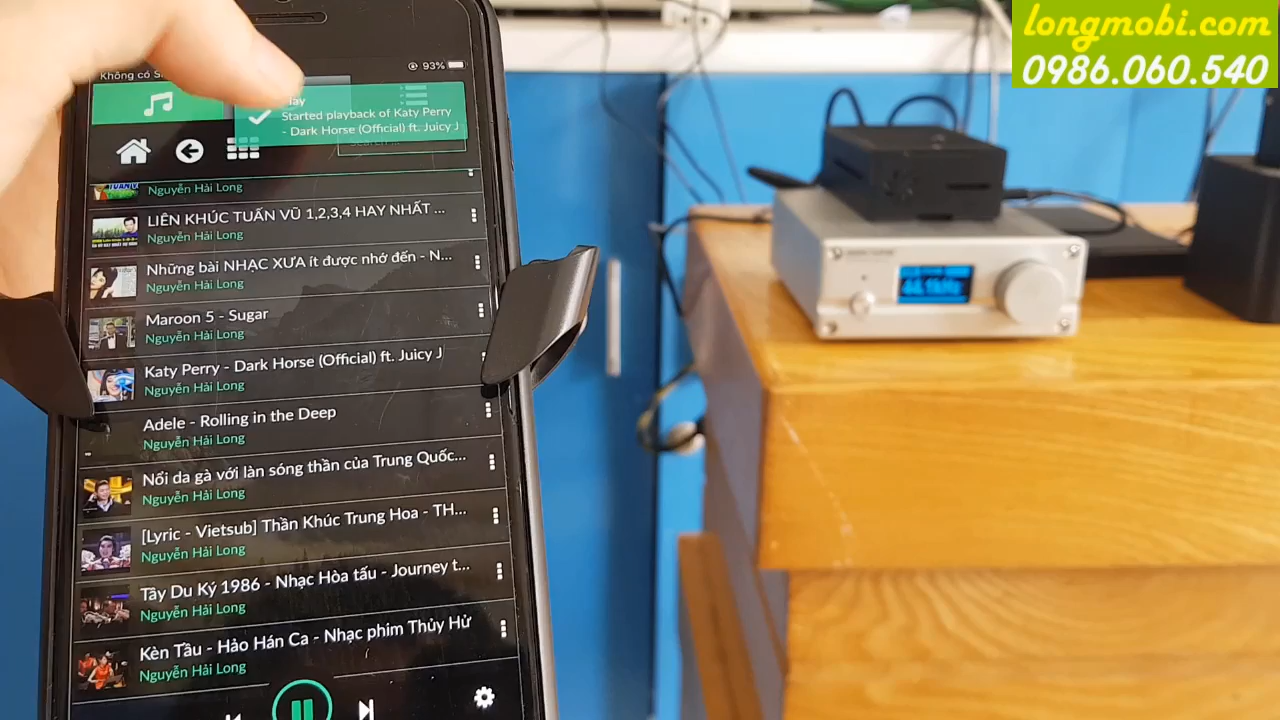 longmobi.com
0986.060.540
Không có S
93%
lay
Started playback of Katy Perry
- Dark Horse (Official) ft. Juicy J
Nguyễn Hải Long
LIÊN KHÚC TUẤN VŨ 1,2,3,4 HAY NHẤT ...
Nguyễn Hải Long
Những bài NHẠC XƯA ít được nhớ đến - N...
Nguyễn Hải Long
Maroon 5 - Sugar
Nguyễn Hải Long
Katy Perry - Dark Horse (Official) ft. Juicy J
Nguyễn Hải Long
Adele - Rolling in the Deep
Nguyễn Hải Long
Nổi da gà với làn sóng thần của Trung Quốc...
Nguyễn Hải Long
[Lyric - Vietsub] Thần Khúc Trung Hoa - TH...
Nguyễn Hải Long
Tây Du Ký 1986 - Nhạc Hòa tấu - Journey t...
Nguyễn Hải Long
Kèn Tầu - Hảo Hán Ca - Nhạc phim Thủy Hử
Nguyễn Hải Long
44.1kHz